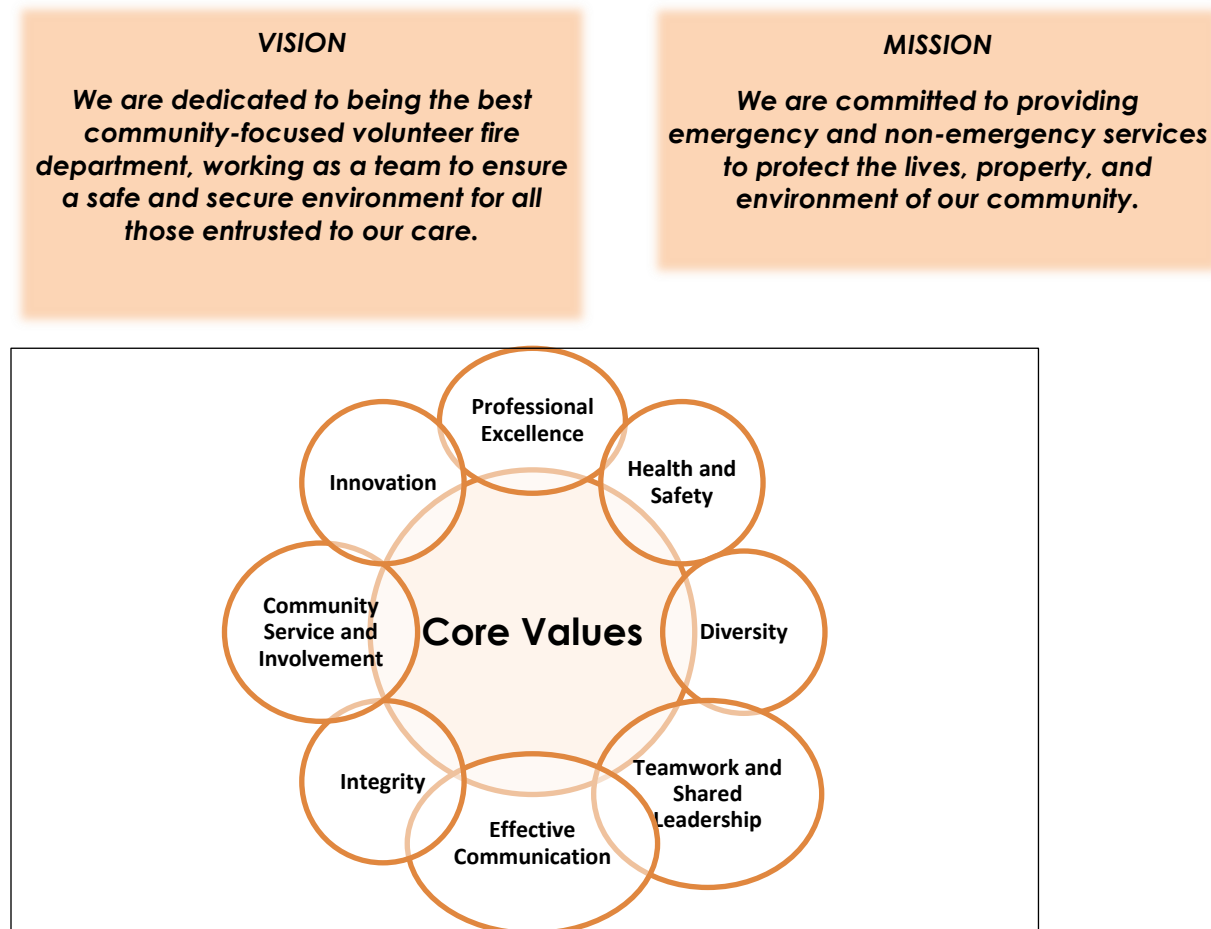 VISION
We are dedicated to being the best
community-focused volunteer fire
department, working as a team to ensure
a safe and secure environment for all
those entrusted to our care.
MISSION
We are committed to providing
emergency and non-emergency services
to protect the lives, property, and
environment of our community.
Professional
Excellence
Health and
Safety
Innovation
Community
Service and
Involvement
Core Values
Diversity
Integrity
Teamwork and
Shared
Leadership
Effective
Communication